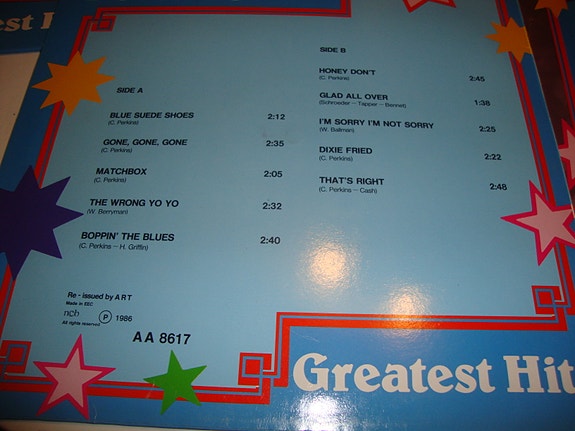 est H
SIDE A
BLUE SUEDE SHOES 2:12
(C. Perkins)
GONE, GONE, GONE 2:35
(C. Perkins)
MATCHBOX 2:05
(C. Perkins)
THE WRONG YO YO 2:32
(W. Berryman)
BOPPIN' THE BLUES 2:40
(C. Perkins – H. Griffin)
SIDE B
HONEY DON'T 2:45
(C. Perkins)
GLAD ALL OVER 1:38
(Schroeder – Tapper – Bennet)
I'M SORRY I'M NOT SORRY 2:25
(W. Ballman)
DIXIE FRIED 2:22
(C. Perkins)
THAT'S RIGHT 2:48
(C. Perkins – Cash)
Re - issued by ART
Made in EEC
ncb
All rights reserved P 1986
AA 8617
Greatest Hit